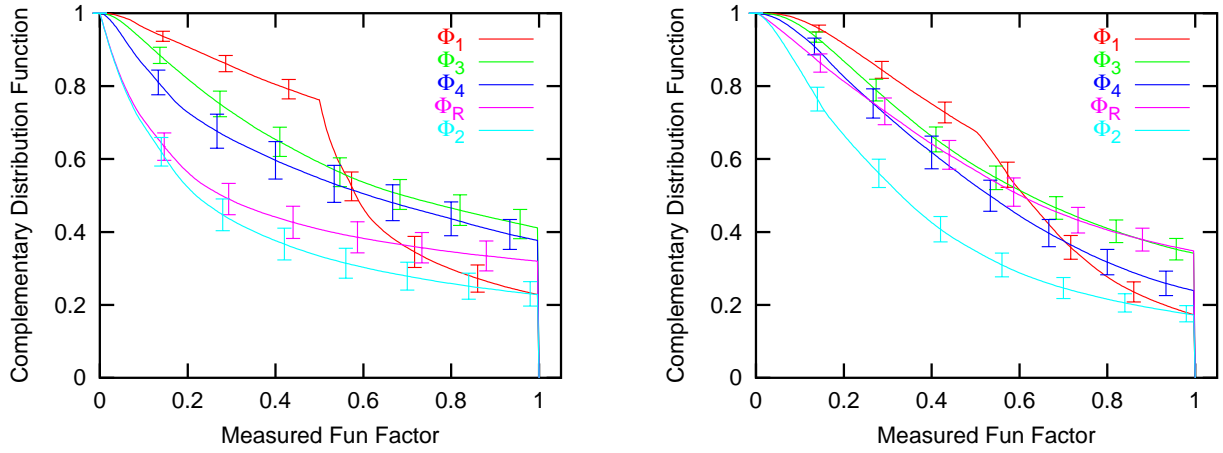 Complementary Distribution Function
1
0.8
0.6
0.4
0.2
0
0 0.2 0.4 0.6 0.8 1
Measured Fun Factor
Φ1
Φ3
Φ4
ΦR
Φ2
Complementary Distribution Function
1
0.8
0.6
0.4
0.2
0
0 0.2 0.4 0.6 0.8 1
Measured Fun Factor
Φ1
Φ3
Φ4
ΦR
Φ2